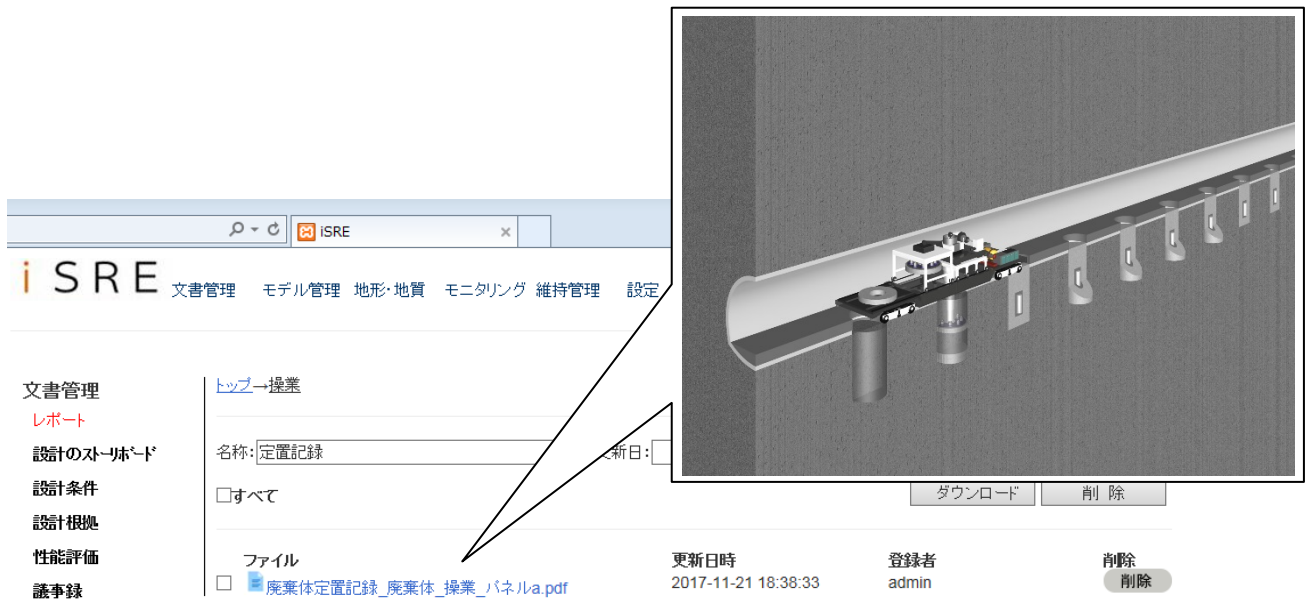 iSRE
iSRE
文書管理 モデル管理 地形・地質 モニタリング 維持管理 設定
文書管理
レポート
設計のストーリーボード
設計条件
設計根拠
性能評価
議事録
トップ→操業
名称: 定置記録 新日:
すべて
ダウンロード 削 除
ファイル 更新日時 登録者 削除
廃棄体定置記録_廃棄体_操業_パネルa.pdf 2017-11-21 18:38:33 admin 削除